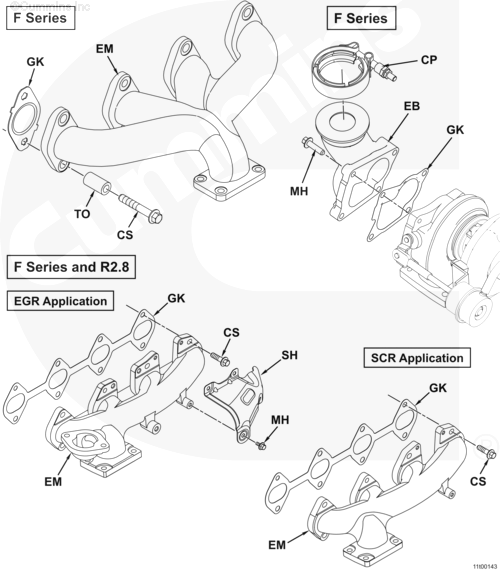 ©Cummins Inc
F Series
GK
EM
TO
CS
F Series
CP
EB
GK
MH
F Series and R2.8
EGR Application
GK
CS
SH
MH
EM
SCR Application
GK
CS
EM
11I00143
Cummins